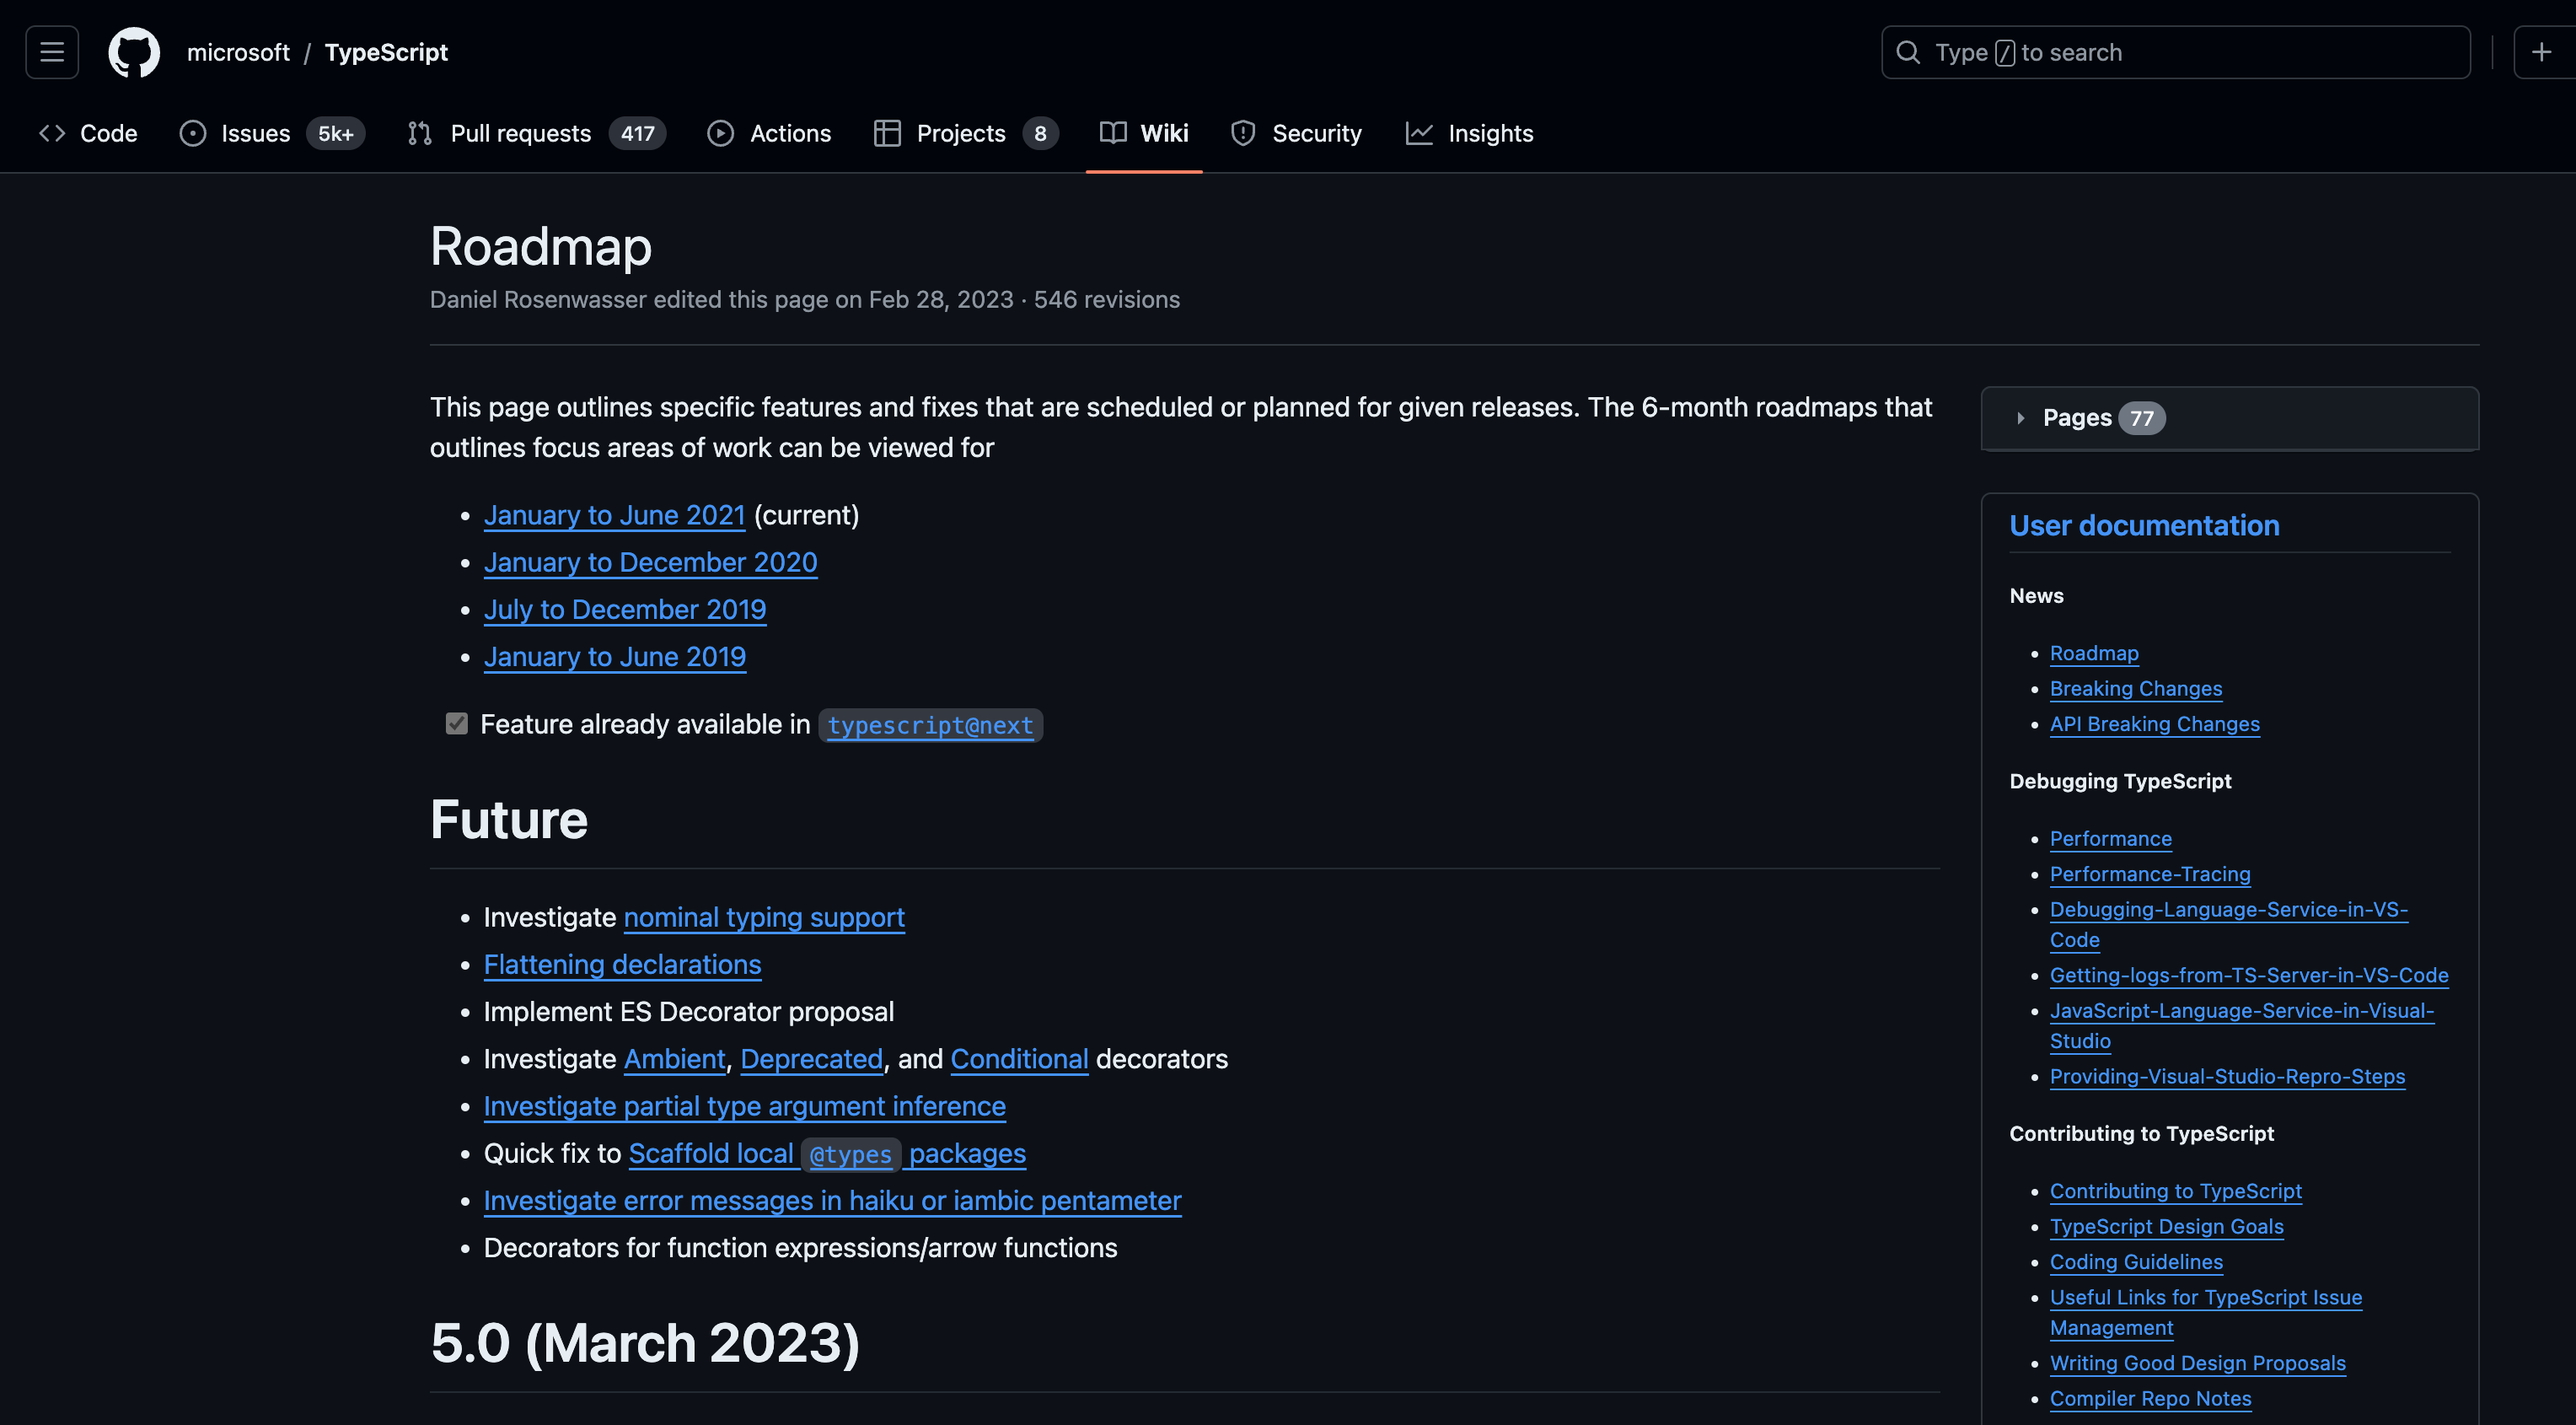 microsoft / TypeScript
Type / to search
Code
Issues 5k+
Pull requests 417
Actions
Projects 8
Wiki
Security
Insights
Roadmap
Daniel Rosenwasser edited this page on Feb 28, 2023 · 546 revisions
This page outlines specific features and fixes that are scheduled or planned for given releases. The 6-month roadmaps that
outlines focus areas of work can be viewed for
January to June 2021 (current)
January to December 2020
July to December 2019
January to June 2019
Feature already available in typescript@next
Future
Investigate nominal typing support
Flattening declarations
Implement ES Decorator proposal
Investigate Ambient, Deprecated, and Conditional decorators
Investigate partial type argument inference
Quick fix to Scaffold local @types packages
Investigate error messages in haiku or iambic pentameter
Decorators for function expressions/arrow functions
5.0 (March 2023)
Pages 77
User documentation
News
Roadmap
Breaking Changes
API Breaking Changes
Debugging TypeScript
Performance
Performance-Tracing
Debugging-Language-Service-in-VS-
Code
Getting-logs-from-TS-Server-in-VS-Code
JavaScript-Language-Service-in-Visual-
Studio
Providing-Visual-Studio-Repro-Steps
Contributing to TypeScript
Contributing to TypeScript
TypeScript Design Goals
Coding Guidelines
Useful Links for TypeScript Issue
Management
Writing Good Design Proposals
Compiler Repo Notes